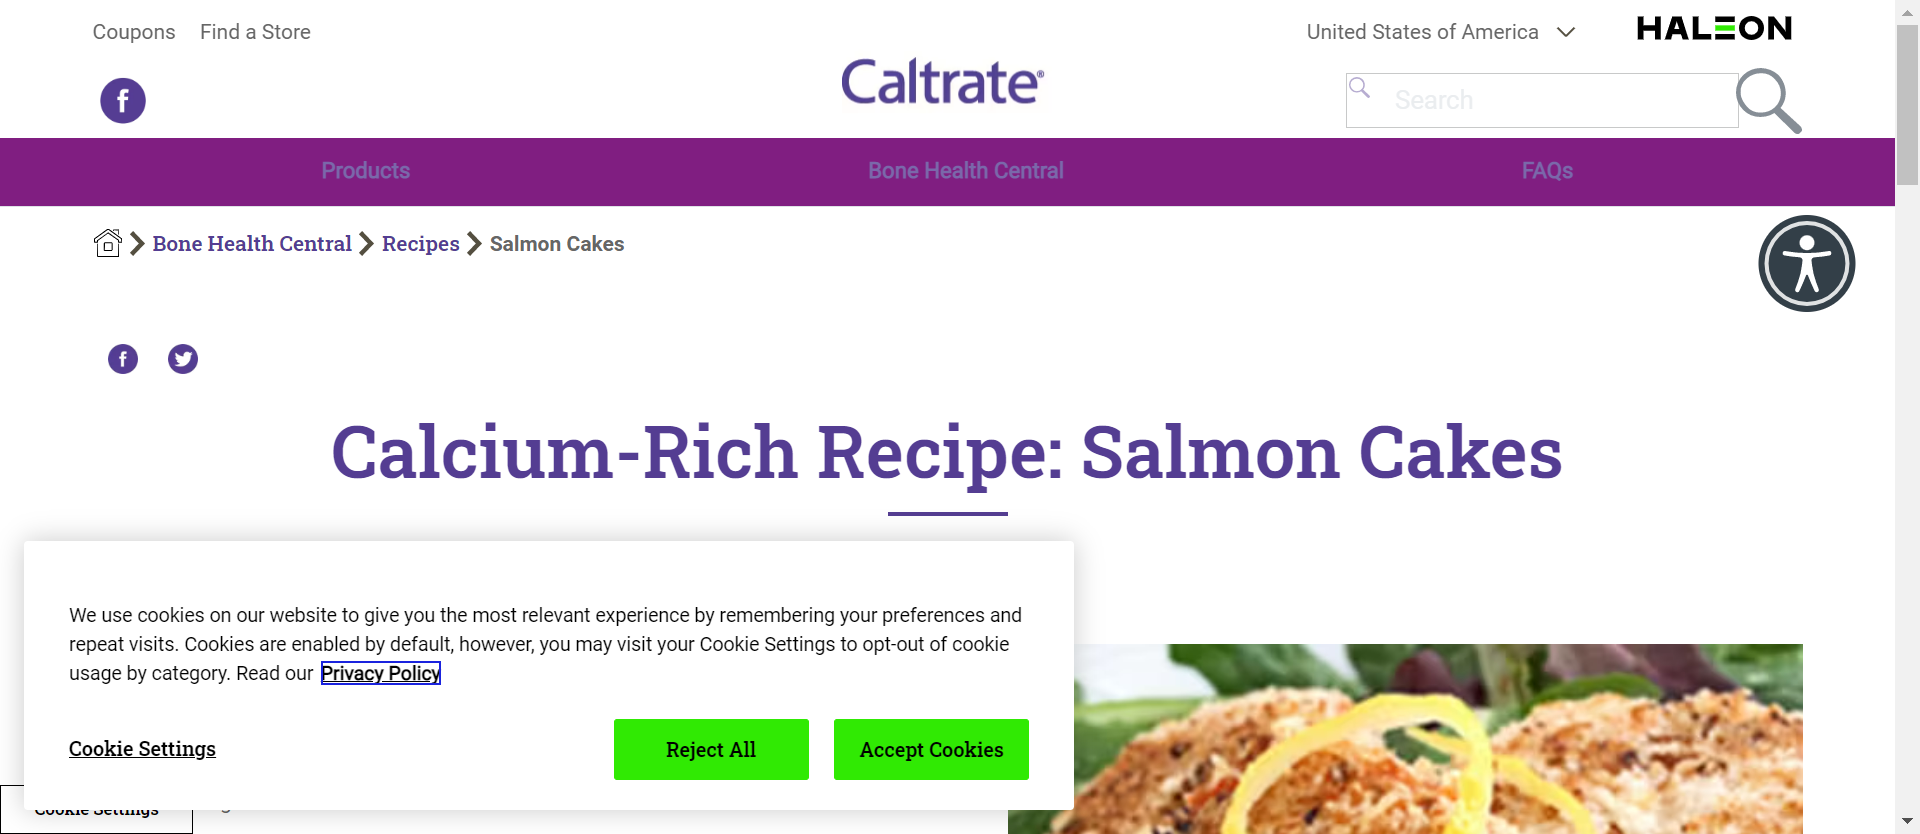 Coupons Find a Store
United States of America
HALEON
f
Caltrate®
Search
Products Bone Health Central FAQs
Bone Health Central Recipes Salmon Cakes
f
Calcium-Rich Recipe: Salmon Cakes
We use cookies on our website to give you the most relevant experience by remembering your preferences and
repeat visits. Cookies are enabled by default, however, you may visit your Cookie Settings to opt-out of cookie
usage by category. Read our Privacy Policy
Cookie Settings Reject All Accept Cookies
Cookie Settings